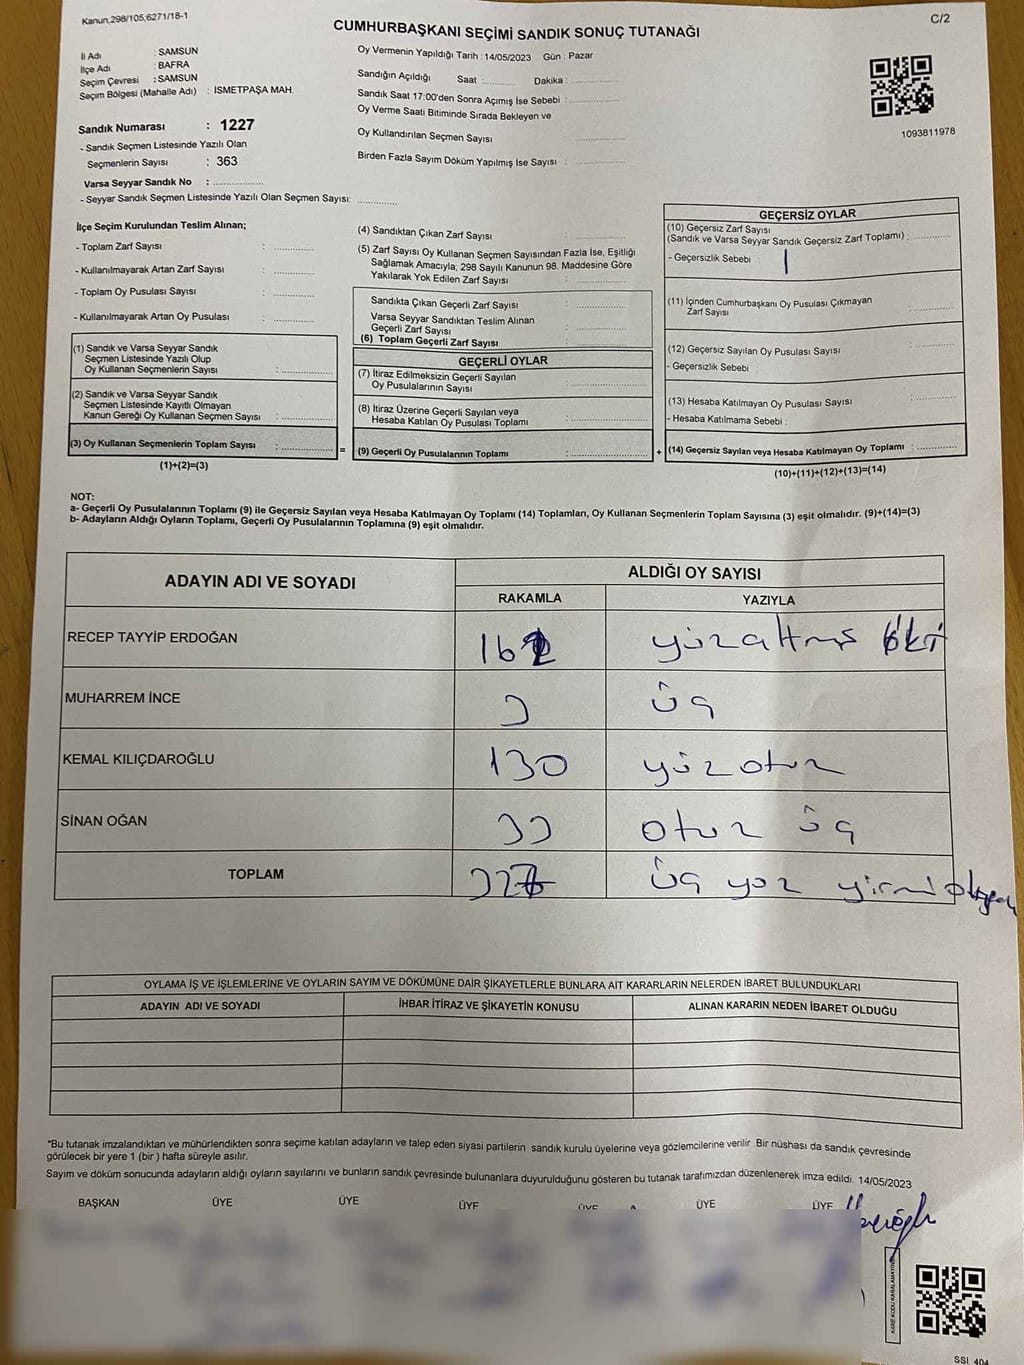 Kanun;298/105,6271/18-1
C/2
CUMHURBAŞKANI SEÇİMİ SANDIK SONUÇ TUTANAĞI
İl Adı : SAMSUN
İlçe Adı : BAFRA
Seçim Çevresi : SAMSUN
Seçim Bölgesi (Mahalle Adı) : İSMETPAŞA MAH.
Sandık Numarası : 1227
- Sandık Seçmen Listesinde Yazılı Olan
Seçmenlerin Sayısı : 363
Varsa Seyyar Sandık No : ................
- Seyyar Sandık Seçmen Listesinde Yazılı Olan Seçmen Sayısı: ............
Oy Vermenin Yapıldığı Tarih : 14/05/2023 Gün : Pazar
Sandığın Açıldığı Saat : ......... Dakika : ..............
Sandık Saat 17:00'den Sonra Açımış İse Sebebi : ..............
Oy Verme Saati Bitiminde Sırada Bekleyen ve
Oy Kullandırılan Seçmen Sayısı ..............
Birden Fazla Sayım Döküm Yapılmış İse Sayısı : ..............
1093811978
İlçe Seçim Kurulundan Teslim Alınan;
- Toplam Zarf Sayısı : ............
- Kullanılmayarak Artan Zarf Sayısı : ............
- Toplam Oy Pusulası Sayısı : ............
- Kullanılmayarak Artan Oy Pusulası : ............
(1) Sandık ve Varsa Seyyar Sandık
Seçmen Listesinde Yazılı Olup
Oy Kullanan Seçmenlerin Sayısı : ..............
(2) Sandık ve Varsa Seyyar Sandık
Seçmen Listesinde Kayıtlı Olmayan
Kanun Gereği Oy Kullanan Seçmen Sayısı : ..............
(3) Oy Kullanan Seçmenlerin Toplam Sayısı : ..............
(1)+(2)=(3)
=
(4) Sandıktan Çıkan Zarf Sayısı : ..............
(5) Zarf Sayısı Oy Kullanan Seçmen Sayısından Fazla İse, Eşitliği
Sağlamak Amacıyla; 298 Sayılı Kanunun 98. Maddesine Göre
Yakılarak Yok Edilen Zarf Sayısı : ..............
Sandıkta Çıkan Geçerli Zarf Sayısı : ..............
Varsa Seyyar Sandıktan Teslim Alınan
Geçerli Zarf Sayısı : ..............
(6) Toplam Geçerli Zarf Sayısı : ..............
GEÇERLİ OYLAR
(7) İtiraz Edilmeksizin Geçerli Sayılan
Oy Pusulalarının Sayısı : ..............
(8) İtiraz Üzerine Geçerli Sayılan veya
Hesaba Katılan Oy Pusulası Toplamı : ..............
(9) Geçerli Oy Pusulalarının Toplamı : ..............
+
GEÇERSİZ OYLAR
(10) Geçersiz Zarf Sayısı
(Sandık ve Varsa Seyyar Sandık Geçersiz Zarf Toplamı) : ............
- Geçersizlik Sebebi : 1
(11) İçinden Cumhurbaşkanı Oy Pusulası Çıkmayan
Zarf Sayısı : ............
(12) Geçersiz Sayılan Oy Pusulası Sayısı : ............
- Geçersizlik Sebebi :
(13) Hesaba Katılmayan Oy Pusulası Sayısı : ............
- Hesaba Katılmama Sebebi :
(14) Geçersiz Sayılan veya Hesaba Katılmayan Oy Toplamı : ............
(10)+(11)+(12)+(13)=(14)
NOT:
a- Geçerli Oy Pusulalarının Toplamı (9) ile Geçersiz Sayılan veya Hesaba Katılmayan Oy Toplamı (14) Toplamları, Oy Kullanan Seçmenlerin Toplam Sayısına (3) eşit olmalıdır. (9)+(14)=(3)
b- Adayların Aldığı Oyların Toplamı, Geçerli Oy Pusulalarının Toplamına (9) eşit olmalıdır.
ADAYIN ADI VE SOYADI ALDIĞI OY SAYISI
RAKAMLA YAZIYLA
RECEP TAYYİP ERDOĞAN 162 yüzaltmış iki
MUHARREM İNCE 3 üç
KEMAL KILIÇDAROĞLU 130 yüz otuz
SİNAN OĞAN 33 otuz üç
TOPLAM üç yüz yirmi
OYLAMA İŞ VE İŞLEMLERİNE VE OYLARIN SAYIM VE DÖKÜMÜNE DAİR ŞİKAYETLERLE BUNLARA AİT KARARLARIN NELERDEN İBARET BULUNDUKLARI
ADAYIN ADI VE SOYADI İHBAR İTİRAZ VE ŞİKAYETİN KONUSU ALINAN KARARIN NEDEN İBARET OLDUĞU
*Bu tutanak imzalandıktan ve mühürlendikten sonra seçime katılan adayların ve talep eden siyasi partilerin sandık kurulu üyelerine veya gözlemcilerine verilir .Bir nüshası da sandık çevresinde
görülecek bir yere 1 (bir ) hafta süreyle asılır.
Sayım ve döküm sonucunda adayların aldığı oyların sayılarını ve bunların sandık çevresinde bulunanlara duyurulduğunu gösteren bu tutanak tarafımızdan düzenlenerek imza edildi. 14/05/2023
BAŞKAN ÜYE ÜYE ÜYE ÜYE ÜYE ÜYE
KARE KODU KARALAMAYINIZ
SSI 404